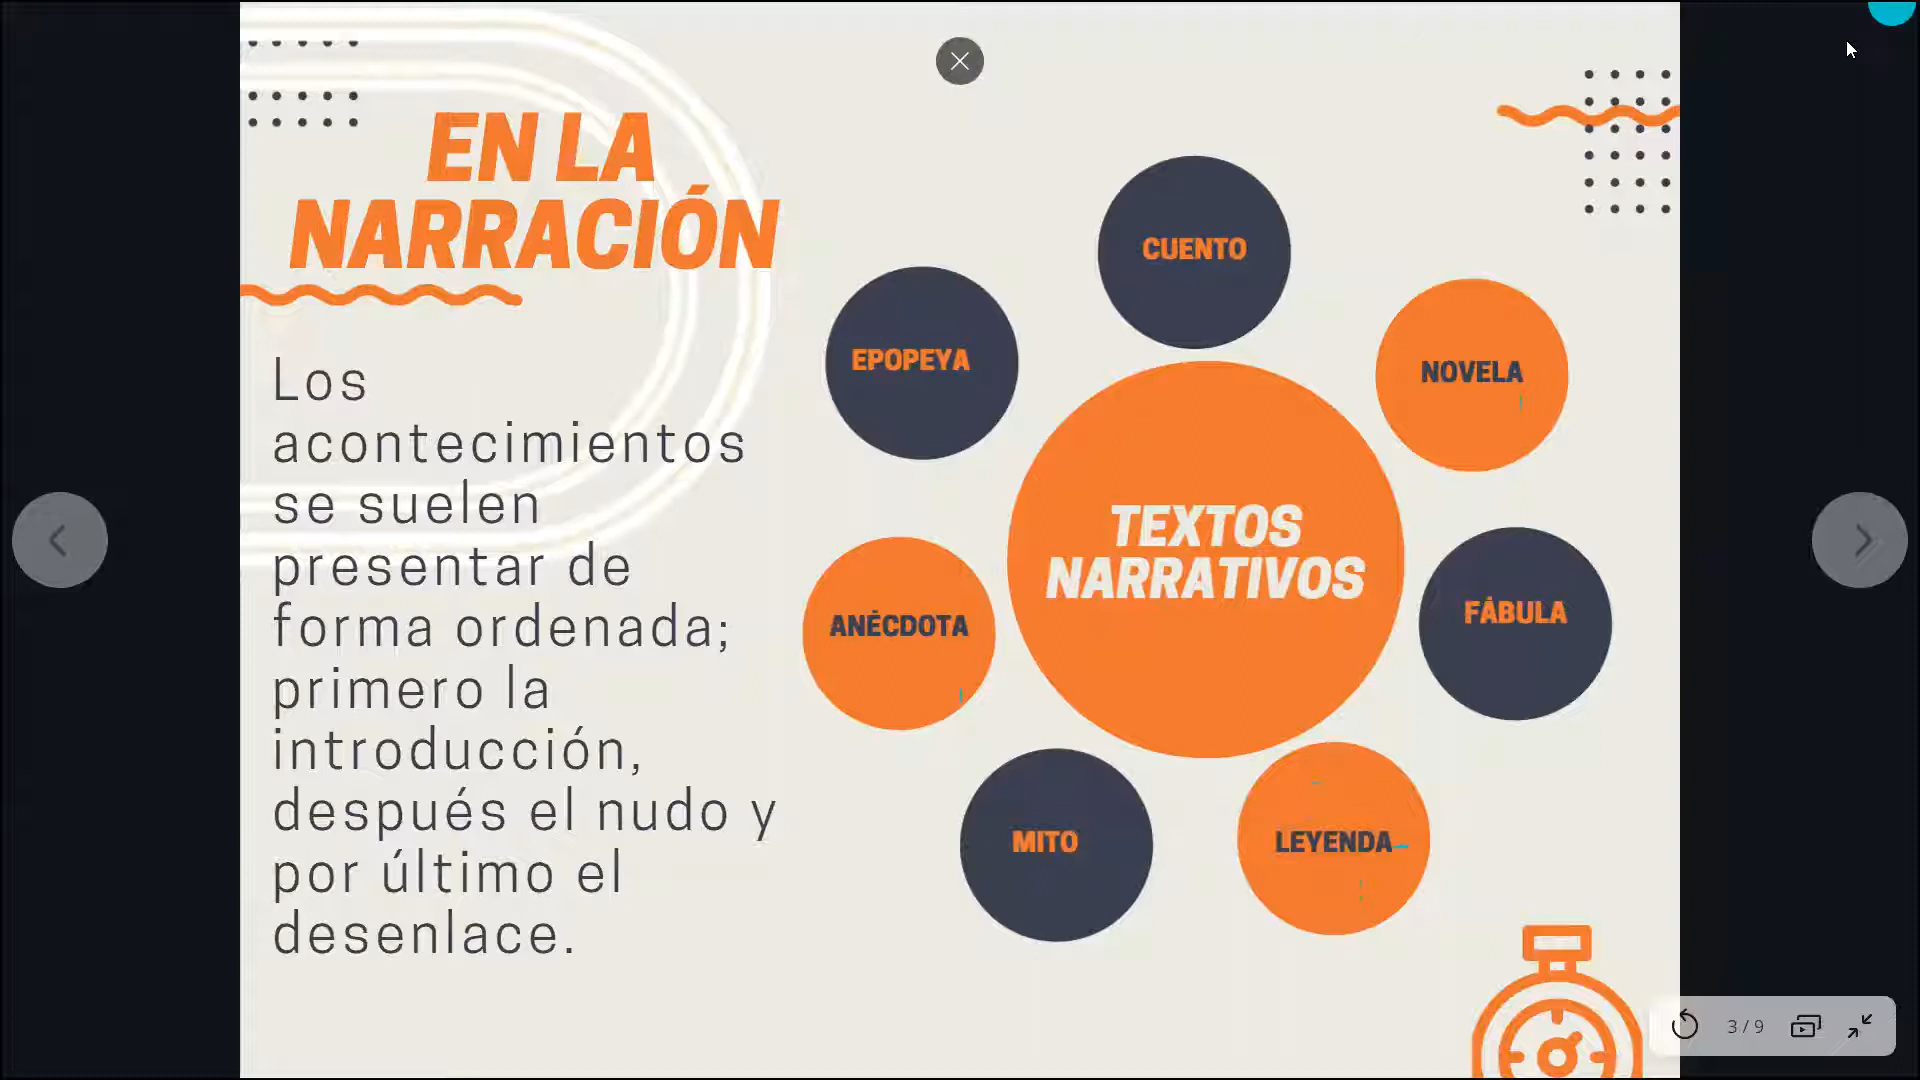 EN LA
NARRACIÓN
Los
acontecimientos
se suelen
presentar de
forma ordenada;
primero la
introducción,
después el nudo y
por último el
desenlace.
CUENTO
EPOPEYA
NOVELA
TEXTOS
NARRATIVOS
ANÉCDOTA
FÁBULA
MITO
LEYENDA
3 / 9